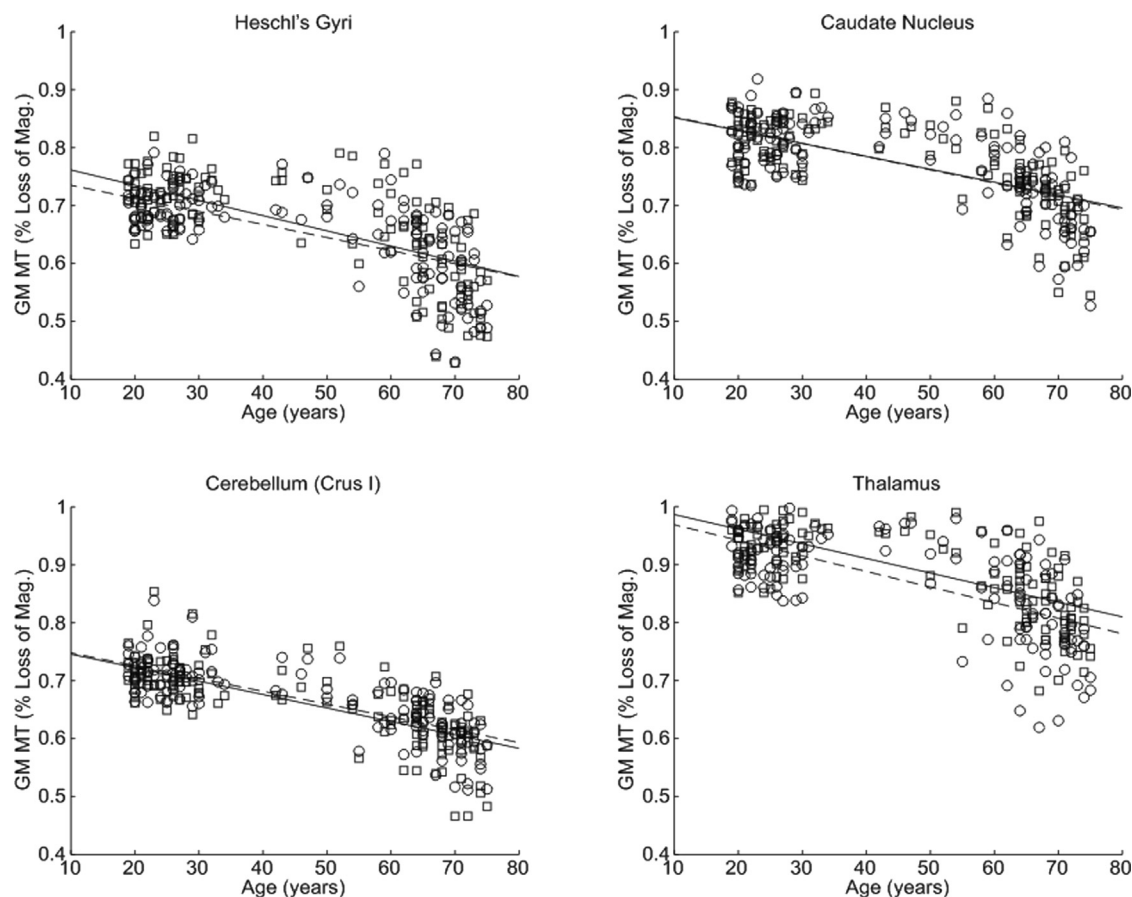 Heschl's Gyri
1
0.9
0.8
0.7
0.6
0.5
0.4
GM MT (% Loss of Mag.)
10 20 30 40 50 60 70 80
Age (years)
Caudate Nucleus
1
0.9
0.8
0.7
0.6
0.5
0.4
GM MT (% Loss of Mag.)
10 20 30 40 50 60 70 80
Age (years)
Cerebellum (Crus I)
1
0.9
0.8
0.7
0.6
0.5
0.4
GM MT (% Loss of Mag.)
10 20 30 40 50 60 70 80
Age (years)
Thalamus
1
0.9
0.8
0.7
0.6
0.5
0.4
GM MT (% Loss of Mag.)
10 20 30 40 50 60 70 80
Age (years)